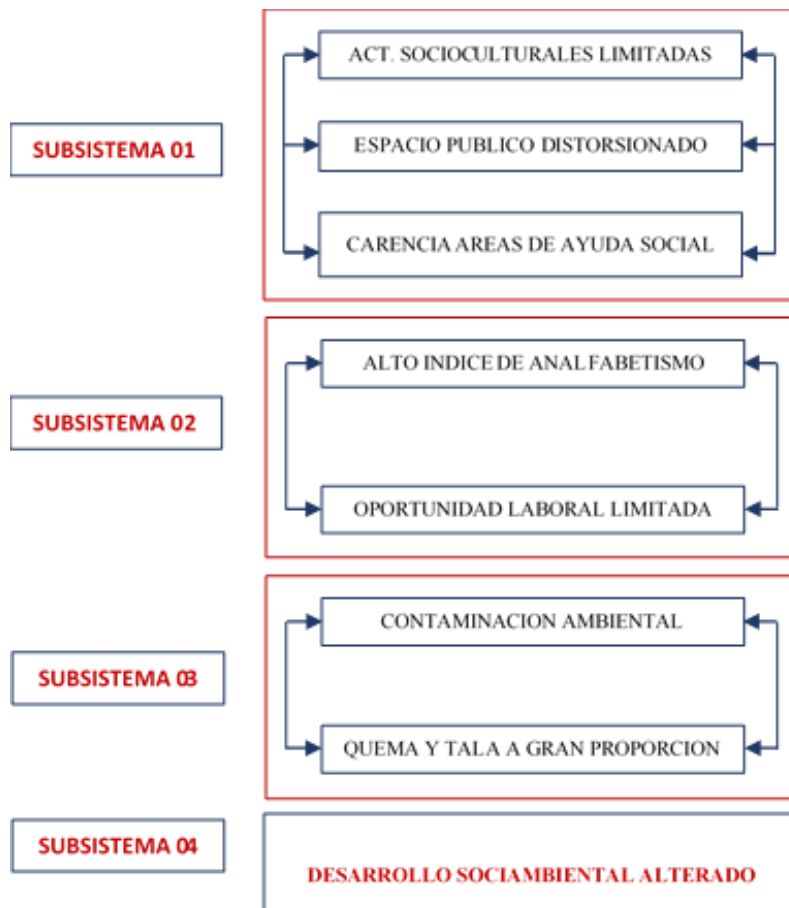 ACT. SOCIOCULTURALES LIMITADAS
SUBSISTEMA 01
ESPACIO PUBLICO DISTORSIONADO
CARENCIA AREAS DE AYUDA SOCIAL
ALTO INDICE DE ANALFABETISMO
SUBSISTEMA 02
OPORTUNIDAD LABORAL LIMITADA
CONTAMINACION AMBIENTAL
SUBSISTEMA 03
QUEMA Y TALA A GRAN PROPORCION
SUBSISTEMA 04
DESARROLLO SOCIAMBIENTAL ALTERADO